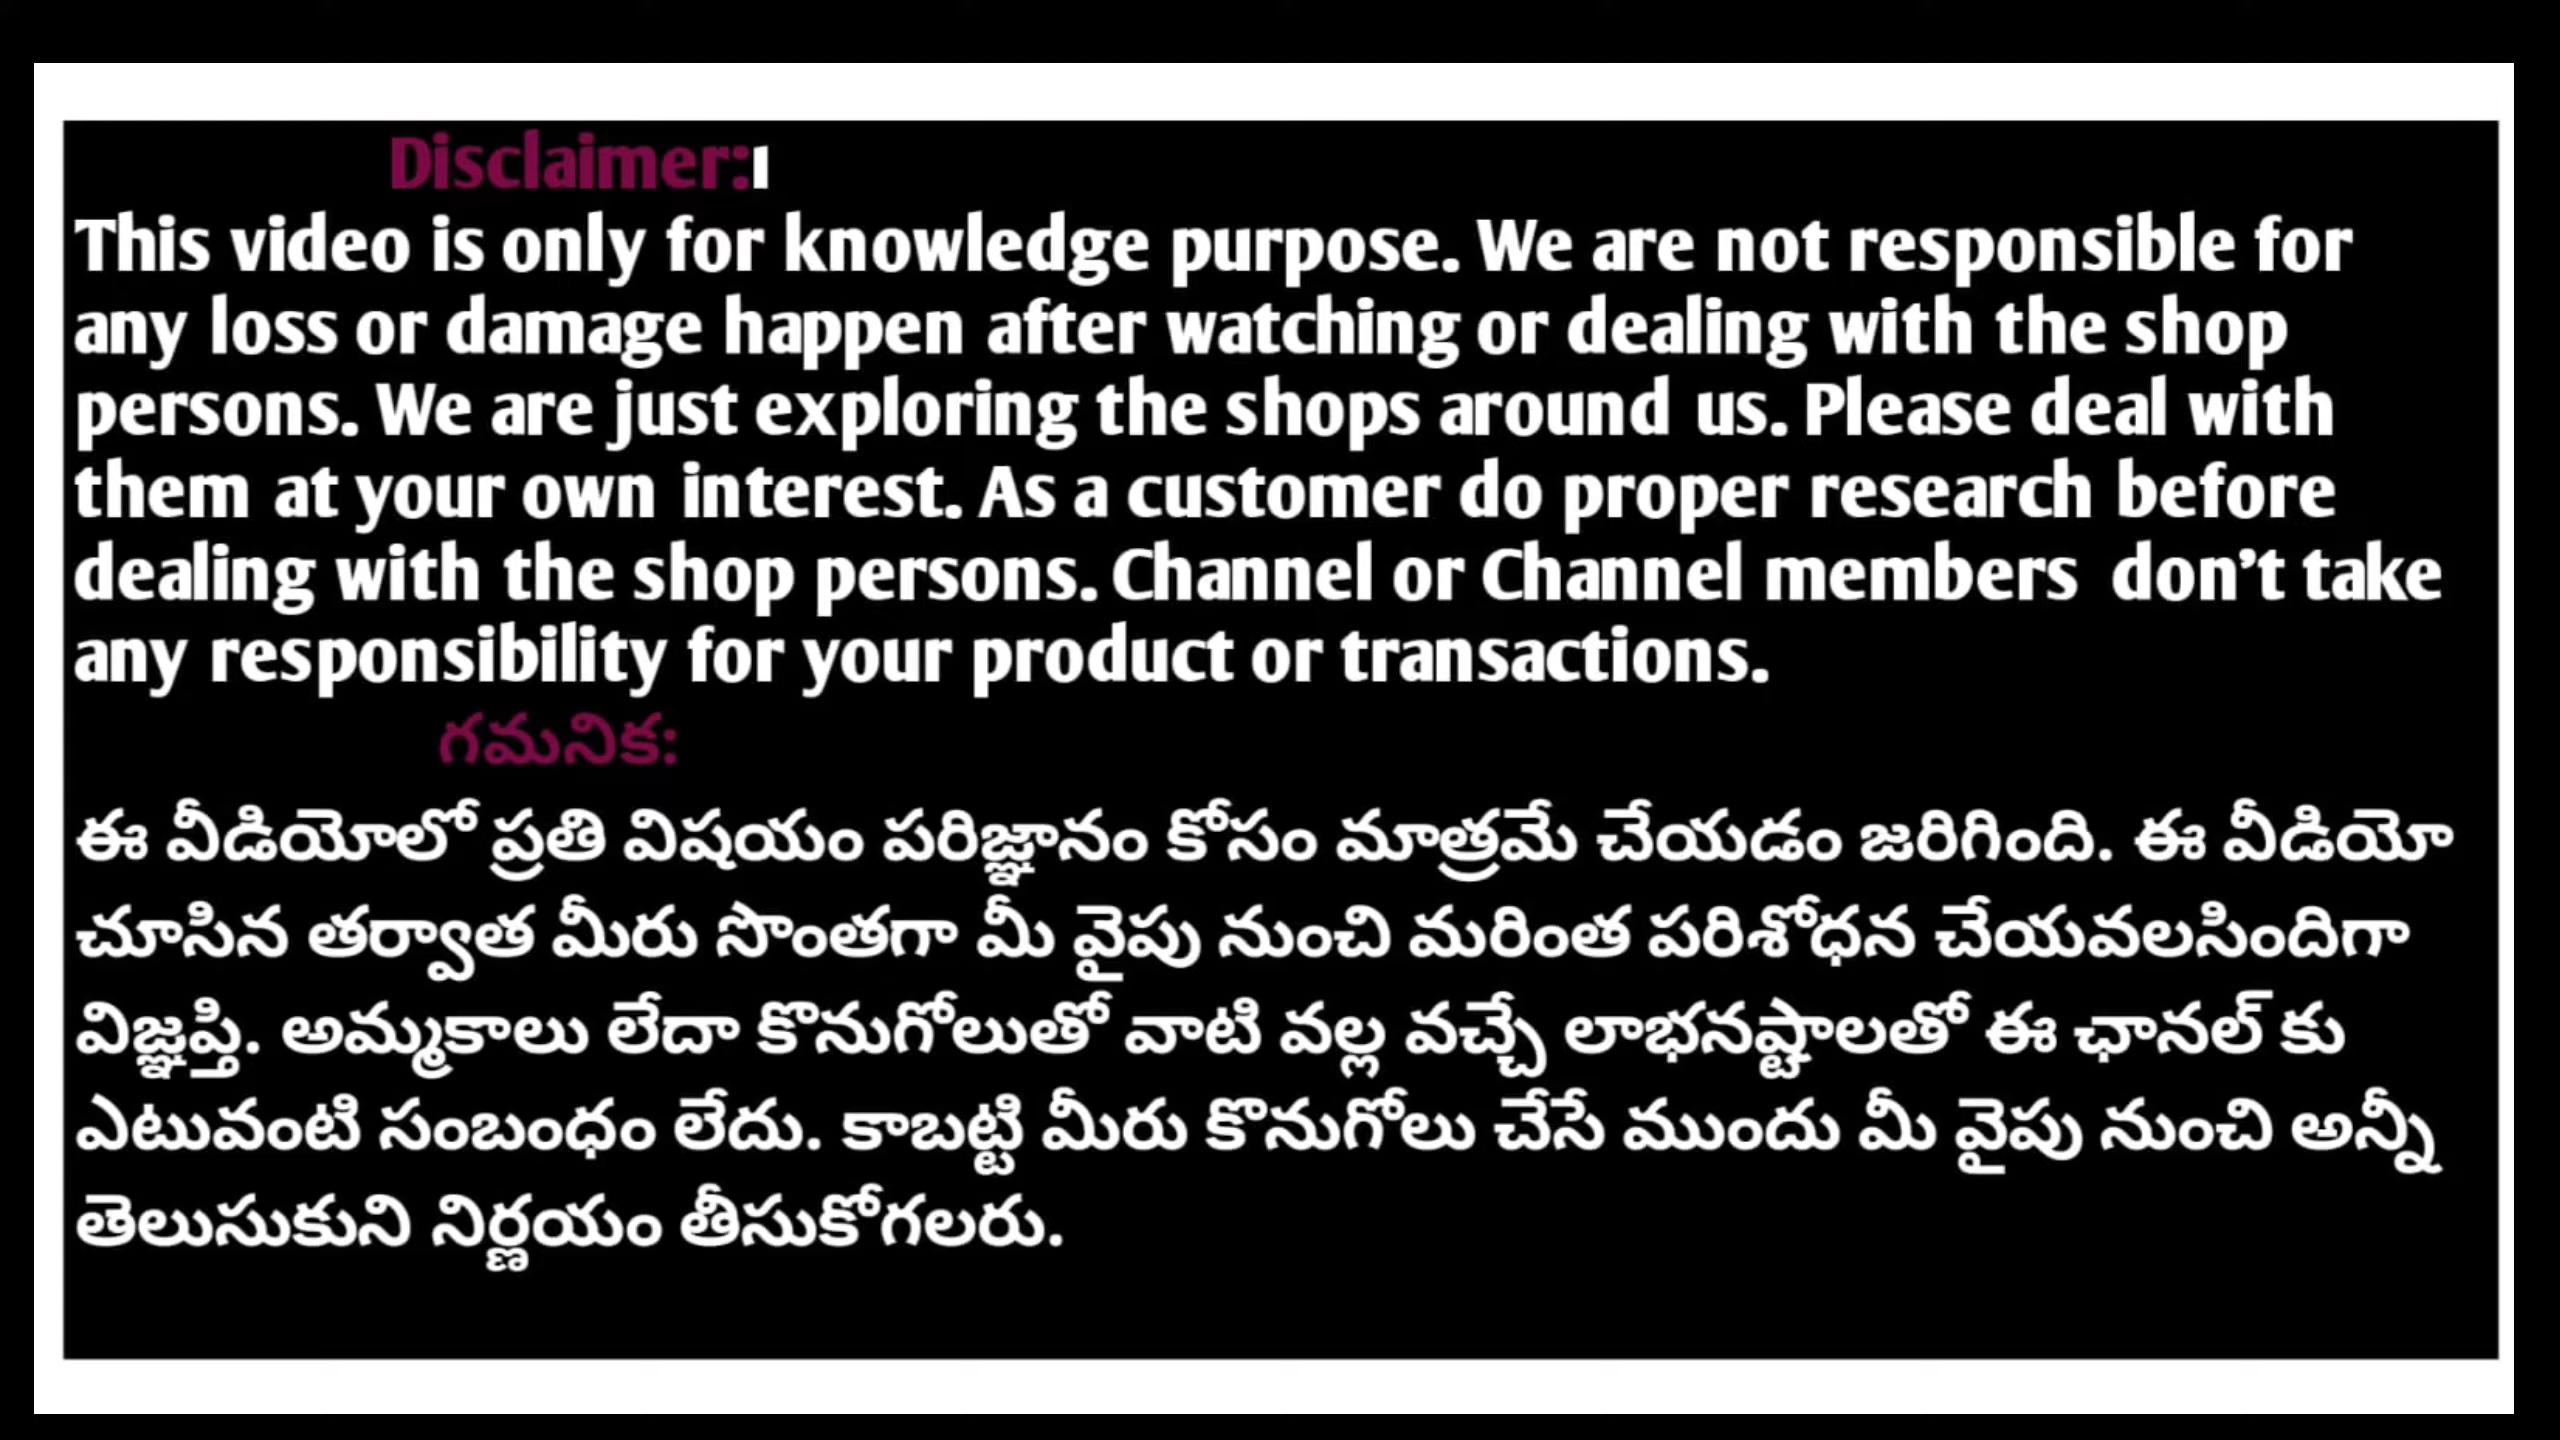 Disclaimer:
This video is only for knowledge purpose. We are not responsible for
any loss or damage happen after watching or dealing with the shop
persons. We are just exploring the shops around us. Please deal with
them at your own interest. As a customer do proper research before
dealing with the shop persons. Channel or Channel members don't take
any responsibility for your product or transactions.
గమనిక:
ఈ వీడియోలో ప్రతి విషయం పరిజ్ఞానం కోసం మాత్రమే చేయడం జరిగింది. ఈ వీడియో
చూసిన తర్వాత మీరు సొంతగా మీ వైపు నుంచి మరింత పరిశోధన చేయవలసిందిగా
విజ్ఞప్తి. అమ్మకాలు లేదా కొనుగోలుతో వాటి వల్ల వచ్చే లాభనష్టాలతో ఈ ఛానల్ కు
ఎటువంటి సంబంధం లేదు. కాబట్టి మీరు కొనుగోలు చేసే ముందు మీ వైపు నుంచి అన్నీ
తెలుసుకుని నిర్ణయం తీసుకోగలరు.